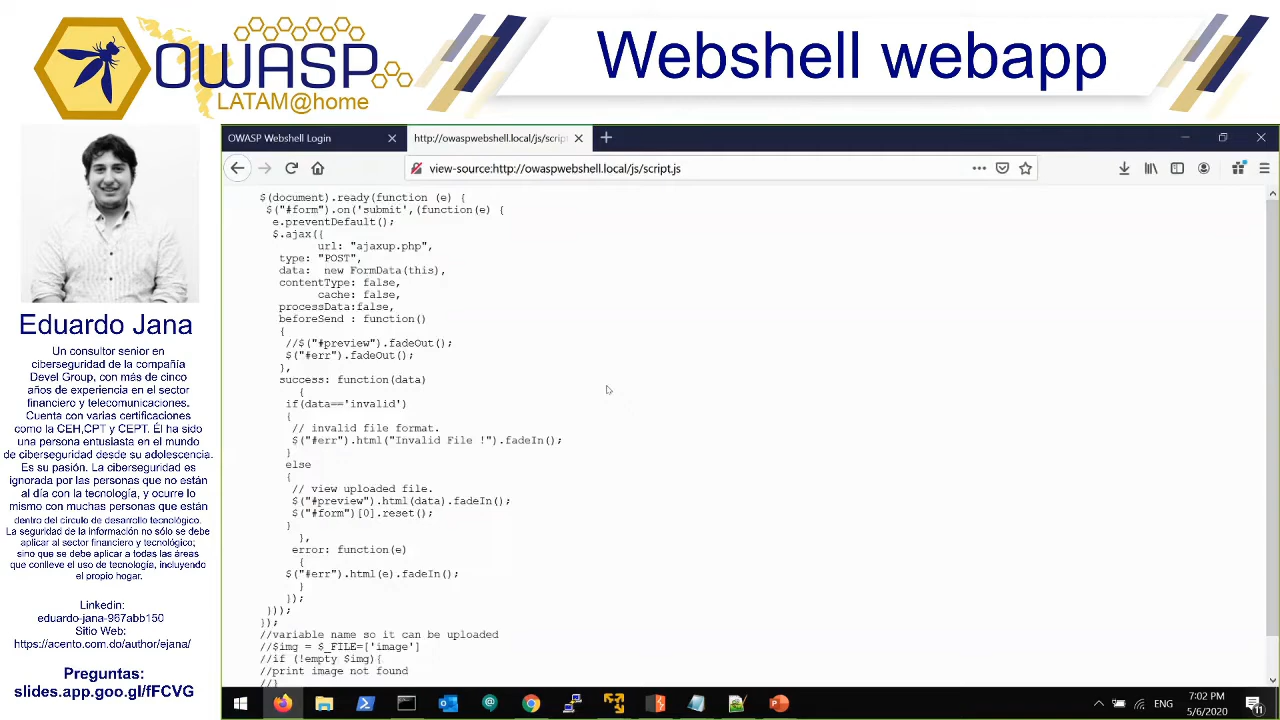 OWASP
LATAM@home
Webshell webapp
Eduardo Jana
Un consultor senior en
ciberseguridad de la compañía
Devel Group, con más de cinco
años de experiencia en el sector
financiero y telecomunicaciones.
Cuenta con varias certificaciones
como la CEH,CPT y CEPT. Él ha sido
una persona entusiasta en el mundo
de ciberseguridad desde su adolescencia.
Es su pasión. La ciberseguridad es
ignorada por las personas que no están
al día con la tecnología, y ocurre lo
mismo con muchas personas que están
dentro del circulo de desarrollo tecnológico.
La seguridad de la información no sólo se debe
aplicar al sector financiero y tecnológico;
sino que se debe aplicar a todas las áreas
que conlleve el uso de tecnología, incluyendo
el propio hogar.
Linkedin:
eduardo-jana-967abb150
Sitio Web:
https://acento.com.do/author/ejana/
Preguntas:
slides.app.goo.gl/fFCVG
OWASP Webshell Login
http://owaspwebshell.local/js/script
view-source:http://owaspwebshell.local/js/script.js
$(document).ready(function (e) {
$("#form").on('submit',(function(e) {
e.preventDefault();
$.ajax({
url: "ajaxup.php",
type: "POST",
data:  new FormData(this),
contentType: false,
cache: false,
processData:false,
beforeSend : function()
{
//$("#preview").fadeOut();
$("#err").fadeOut();
},
success: function(data)
{
if(data=='invalid')
{
// invalid file format.
$("#err").html("Invalid File !").fadeIn();
}
else
{
// view uploaded file.
$("#preview").html(data).fadeIn();
$("#form")[0].reset();
}
},
error: function(e)
{
$("#err").html(e).fadeIn();
}
});
}));
});
//variable name so it can be uploaded
//$img = $_FILE=['image']
//if (!empty $img){
//print image not found
//}
ENG
7:02 PM
5/6/2020
11